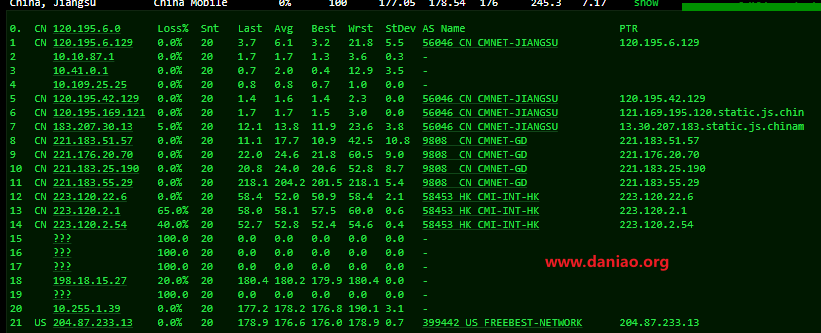 China, Jiangsu China Mobile 0% 100 177.05 178.54 176 245.3 7.17 show
0. CN 120.195.6.0 Loss% Snt Last Avg Best Wrst StDev AS Name PTR
1 CN 120.195.6.129 0.0% 20 3.7 6.1 3.2 21.8 5.5 56046 CN CMNET-JIANGSU 120.195.6.129
2 10.10.87.1 0.0% 20 1.7 1.7 1.3 3.6 0.3 -
3 10.41.0.1 0.0% 20 0.7 2.0 0.4 12.9 3.5 -
4 10.109.25.25 0.0% 20 0.8 0.8 0.7 1.0 0.0 -
5 CN 120.195.42.129 0.0% 20 1.4 1.6 1.4 2.3 0.0 56046 CN CMNET-JIANGSU 120.195.42.129
6 CN 120.195.169.121 0.0% 20 1.7 1.7 1.5 3.0 0.0 56046 CN CMNET-JIANGSU 121.169.195.120.static.js.chin
7 CN 183.207.30.13 5.0% 20 12.1 13.8 11.9 23.6 3.8 56046 CN CMNET-JIANGSU 13.30.207.183.static.js.chinam
8 CN 221.183.51.57 0.0% 20 11.1 17.7 10.9 42.5 10.8 9808 CN CMNET-GD 221.183.51.57
9 CN 221.176.20.70 0.0% 20 22.0 24.6 21.8 60.5 9.0 9808 CN CMNET-GD 221.176.20.70
10 CN 221.183.25.190 0.0% 20 20.8 24.0 20.6 52.8 8.7 9808 CN CMNET-GD 221.183.25.190
11 CN 221.183.55.29 0.0% 20 218.1 204.2 201.5 218.1 5.4 9808 CN CMNET-GD 221.183.55.29
12 CN 223.120.22.6 0.0% 20 58.4 52.0 50.9 58.4 2.1 58453 HK CMI-INT-HK 223.120.22.6
13 CN 223.120.2.1 65.0% 20 58.0 58.1 57.5 60.0 0.6 58453 HK CMI-INT-HK 223.120.2.1
14 CN 223.120.2.54 40.0% 20 52.7 52.8 52.4 54.6 0.4 58453 HK CMI-INT-HK 223.120.2.54
15 ??? 100.0 20 0.0 0.0 0.0 0.0 0.0 -
16 ??? 100.0 20 0.0 0.0 0.0 0.0 0.0 -
17 ??? 100.0 20 0.0 0.0 0.0 0.0 0.0 -
www.daniao.org
18 198.18.15.27 20.0% 20 180.4 180.2 179.9 180.4 0.0 -
19 ??? 100.0 20 0.0 0.0 0.0 0.0 0.0 -
20 10.255.1.39 0.0% 20 177.2 178.2 176.8 190.1 3.1 -
21 US 204.87.233.13 0.0% 20 178.9 176.6 176.0 178.9 0.7 399442 US FREEBEST-NETWORK 204.87.233.13